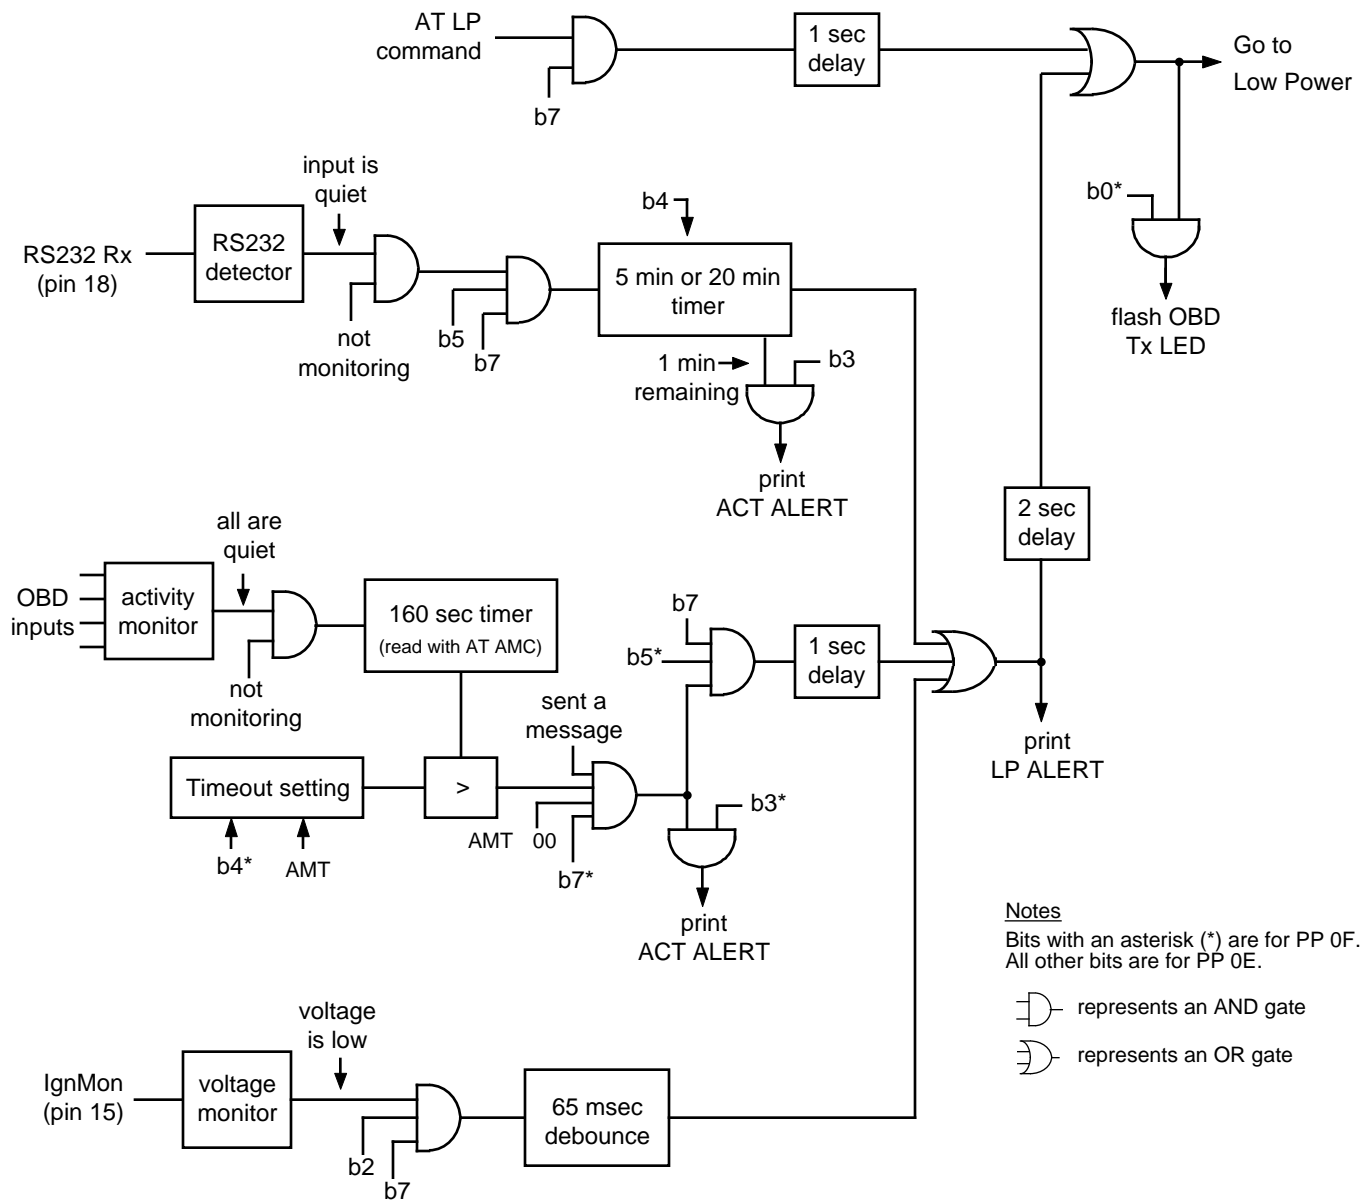 AT LP
command
b7
1 sec
delay
Go to
Low Power
b0*
flash OBD
Tx LED
input is
quiet
RS232 Rx
(pin 18)
RS232
detector
not
monitoring
b5
b7
b4
5 min or 20 min
timer
1 min
remaining
b3
print
ACT ALERT
2 sec
delay
all are
quiet
OBD
inputs
activity
monitor
not
monitoring
160 sec timer
(read with AT AMC)
b7
b5*
1 sec
delay
sent a
message
Timeout setting
>
b4*
AMT
AMT
00
b7*
b3*
print
ACT ALERT
print
LP ALERT
Notes
Bits with an asterisk (*) are for PP 0F.
All other bits are for PP 0E.
represents an AND gate
represents an OR gate
voltage
is low
IgnMon
(pin 15)
voltage
monitor
b2
b7
65 msec
debounce